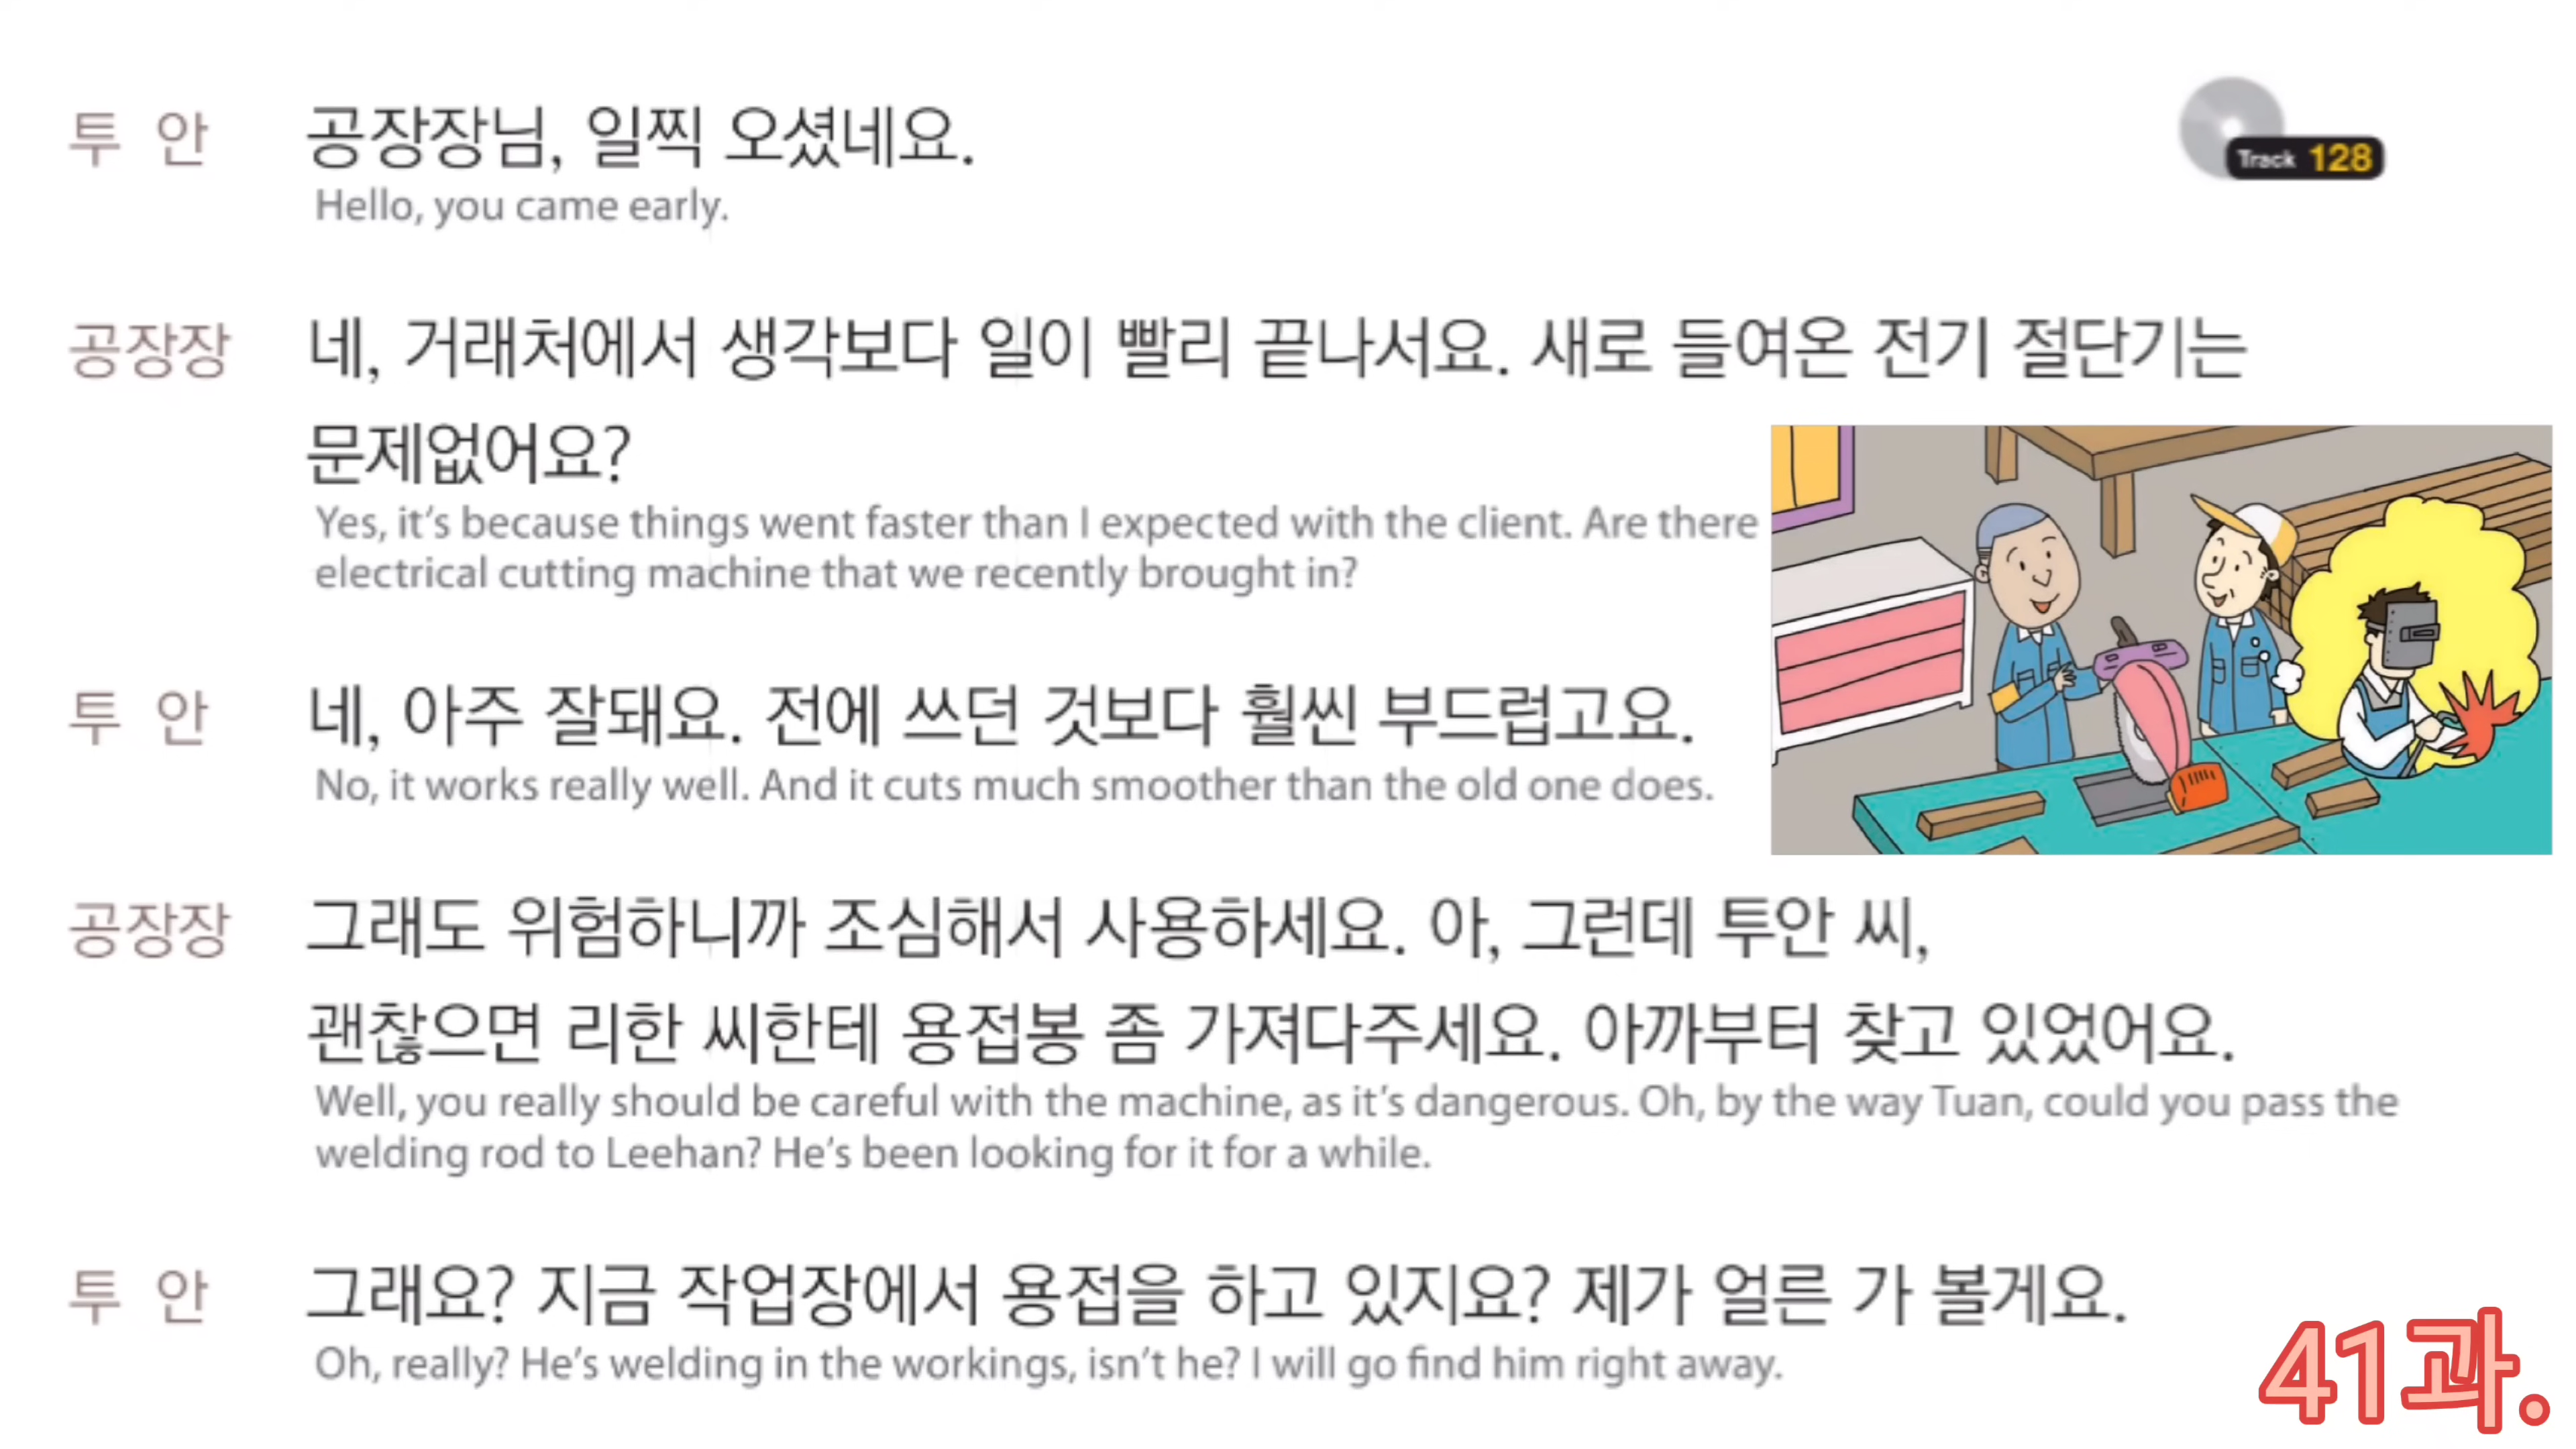 Track 128
투 안 공장장님, 일찍 오셨네요.
Hello, you came early.
공장장 네, 거래처에서 생각보다 일이 빨리 끝나서요. 새로 들여온 전기 절단기는
문제없어요?
Yes, it's because things went faster than I expected with the client. Are there
electrical cutting machine that we recently brought in?
투 안 네, 아주 잘돼요. 전에 쓰던 것보다 훨씬 부드럽고요.
No, it works really well. And it cuts much smoother than the old one does.
공장장 그래도 위험하니까 조심해서 사용하세요. 아, 그런데 투안 씨,
괜찮으면 리한 씨한테 용접봉 좀 가져다주세요. 아까부터 찾고 있었어요.
Well, you really should be careful with the machine, as it's dangerous. Oh, by the way Tuan, could you pass the
welding rod to Leehan? He's been looking for it for a while.
투 안 그래요? 지금 작업장에서 용접을 하고 있지요? 제가 얼른 가 볼게요.
Oh, really? He's welding in the workings, isn't he? I will go find him right away.
41과.